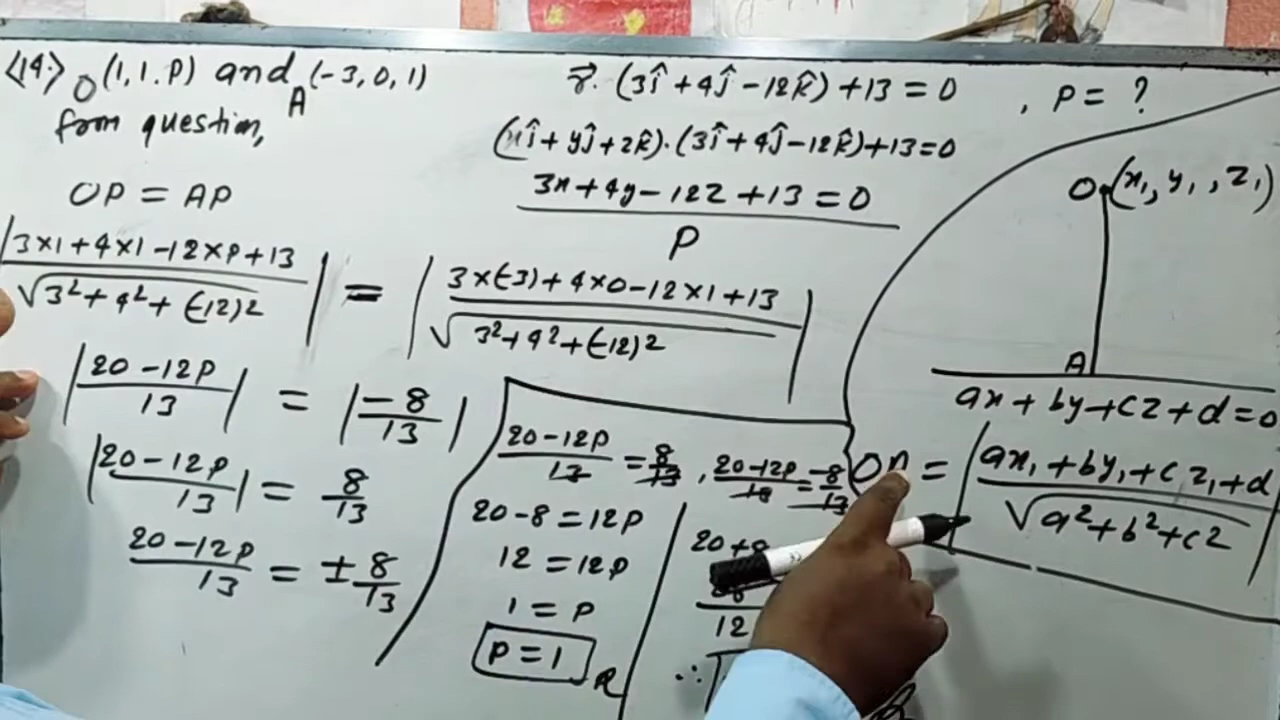 <14.> O(1,1.P) and A(-3,0,1) r⃗.(3î+4ĵ-12k̂)+13=0 , P= ?
from question,
(xî+yĵ+zk̂).(3î+4ĵ-12k̂)+13=0
OP = AP
3x+4y-12z+13=0
P
|3×1+4×1-12×P+13 / √3²+4²+(-12)²| = |3×(-3)+4×0-12×1+13 / √3²+4²+(-12)²|
|20-12P / 13| = |-8/13|
|20-12P / 13| = 8/13
20-12P / 13 = ±8/13
20-12P / 13 = 8/13 , 20-12P / 13 = -8/13
20-8=12P
12=12P
1=P
P=1
20+8
12
∴
O(x₁,y₁,z₁)
A
ax+by+cz+d=0
= |ax₁+by₁+cz₁+d / √a²+b²+c²|